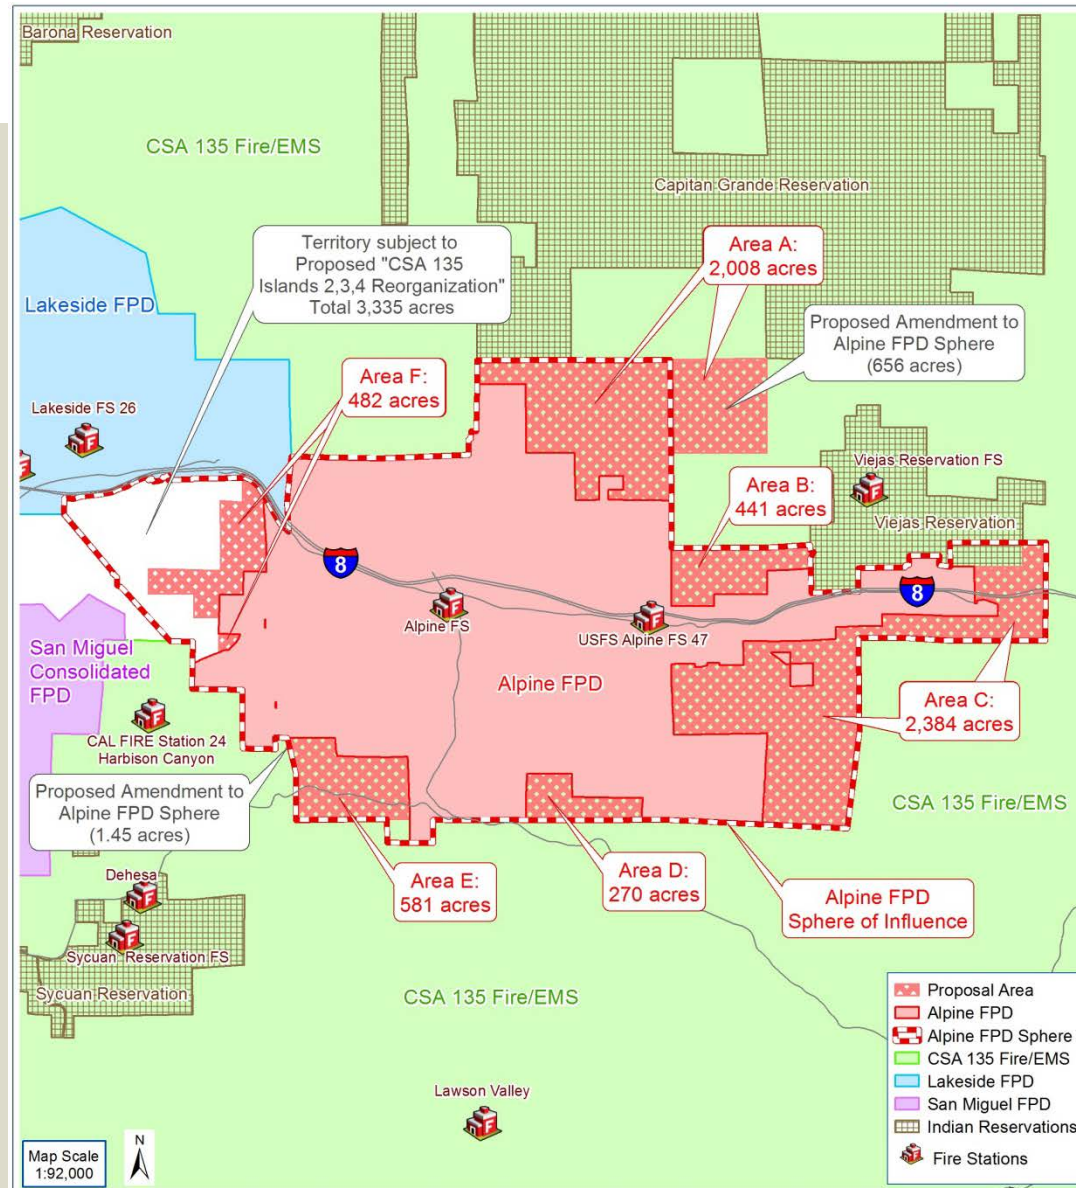 Barona Reservation
CSA 135 Fire/EMS
Capitan Grande Reservation
Territory subject to
Proposed "CSA 135
Islands 2,3,4 Reorganization"
Total 3,335 acres
Area A:
2,008 acres
Lakeside FPD
Proposed Amendment to
Alpine FPD Sphere
(656 acres)
Area F:
482 acres
Lakeside FS 26
Viejas Reservation FS
Area B:
441 acres
Viejas Reservation
8
8
Alpine FS
USFS Alpine FS 47
San Miguel
Consolidated
FPD
Alpine FPD
Area C:
2,384 acres
CAL FIRE Station 24
Harbison Canyon
Proposed Amendment to
Alpine FPD Sphere
(1.45 acres)
CSA 135 Fire/EMS
Area E:
581 acres
Area D:
270 acres
Alpine FPD
Sphere of Influence
Dehesa
Sycuan Reservation FS
Sycuan Reservation
CSA 135 Fire/EMS
Lawson Valley
Proposal Area
Alpine FPD
Alpine FPD Sphere
CSA 135 Fire/EMS
Lakeside FPD
San Miguel FPD
Indian Reservations
Fire Stations
Map Scale
1:92,000
N